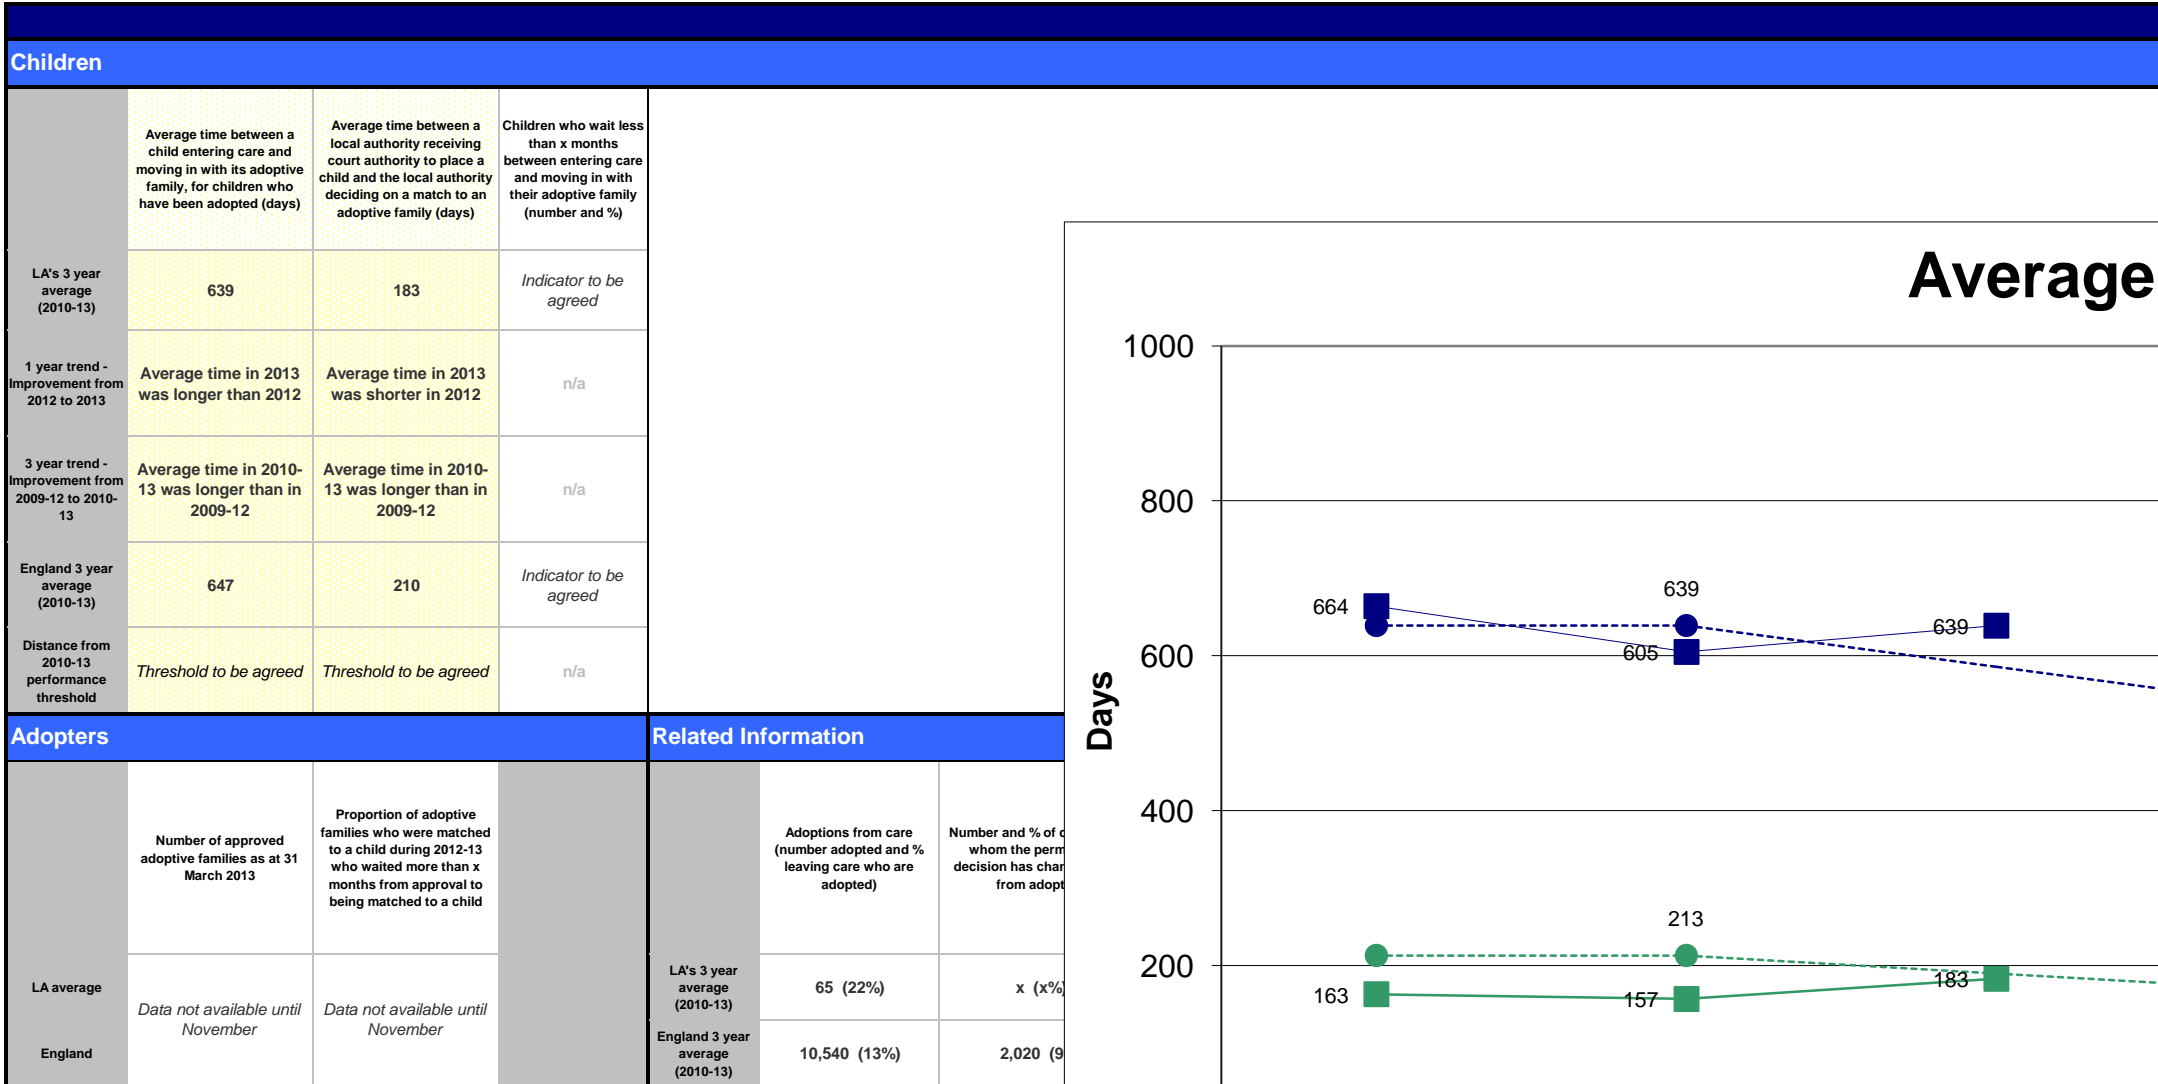 Children
Average time between a
child entering care and
moving in with its adoptive
family, for children who
have been adopted (days)
Average time between a
local authority receiving
court authority to place a
child and the local authority
deciding on a match to an
adoptive family (days)
Children who wait less
than x months
between entering care
and moving in with
their adoptive family
(number and %)
LA's 3 year
average
(2010-13)
639
183
Indicator to be
agreed
1 year trend -
Improvement from
2012 to 2013
Average time in 2013
was longer than 2012
Average time in 2013
was shorter in 2012
n/a
3 year trend -
Improvement from
2009-12 to 2010-
13
Average time in 2010-
13 was longer than in
2009-12
Average time in 2010-
13 was longer than in
2009-12
n/a
England 3 year
average
(2010-13)
647
210
Indicator to be
agreed
Distance from
2010-13
performance
threshold
Threshold to be agreed
Threshold to be agreed
n/a
Average
Days
1000
800
600
400
200
664
639
605
639
213
163
157
183
Adopters
Number of approved
adoptive families as at 31
March 2013
Proportion of adoptive
families who were matched
to a child during 2012-13
who waited more than x
months from approval to
being matched to a child
LA average
Data not available until
November
Data not available until
November
England
Related Information
Adoptions from care
(number adopted and %
leaving care who are
adopted)
Number and % of
whom the perm
decision has chan
from adopt
LA's 3 year
average
(2010-13)
65 (22%)
x (x%)
England 3 year
average
(2010-13)
10,540 (13%)
2,020 (9